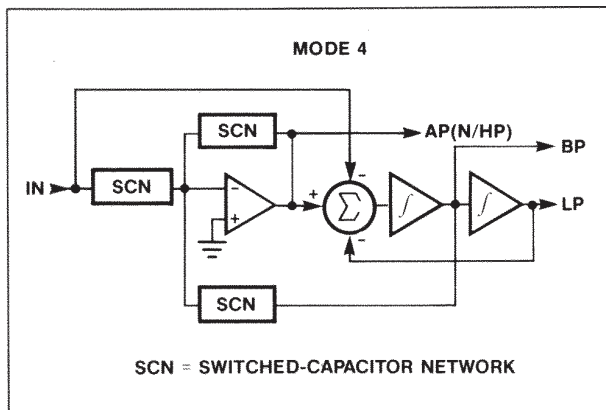 MODE 4
SCN
AP(N/HP)
BP
IN
SCN
−
+
+
−
Σ
−
∫
∫
LP
SCN
SCN = SWITCHED-CAPACITOR NETWORK